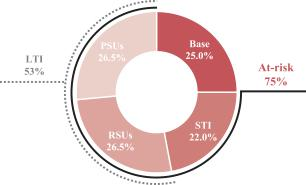 LTI
53%
PSUs
26.5%
Base
25.0%
At-risk
75%
RSUs
26.5%
STI
22.0%